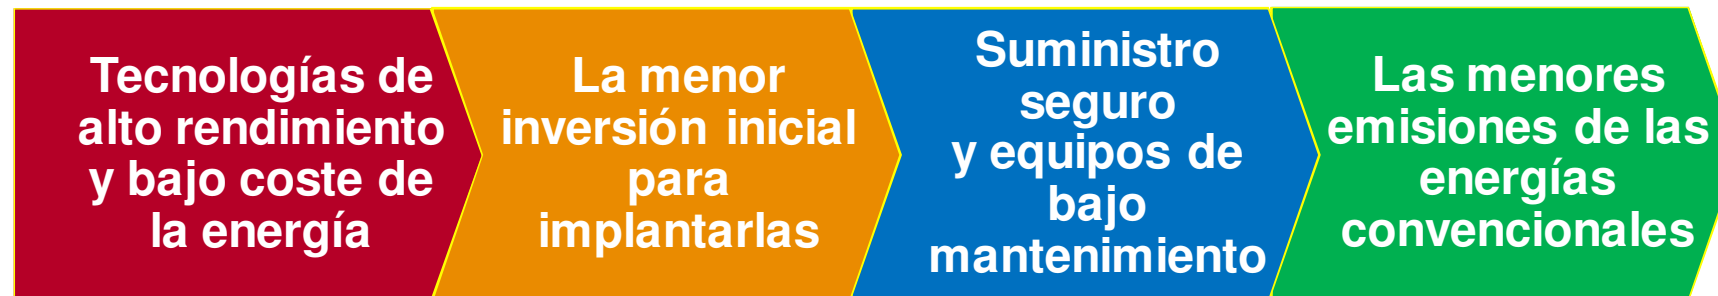 Tecnologías de
alto rendimiento
y bajo coste de
la energía
La menor
inversión inicial
para
implantarlas
Suministro
seguro
y equipos de
bajo
mantenimiento
Las menores
emisiones de las
energías
convencionales